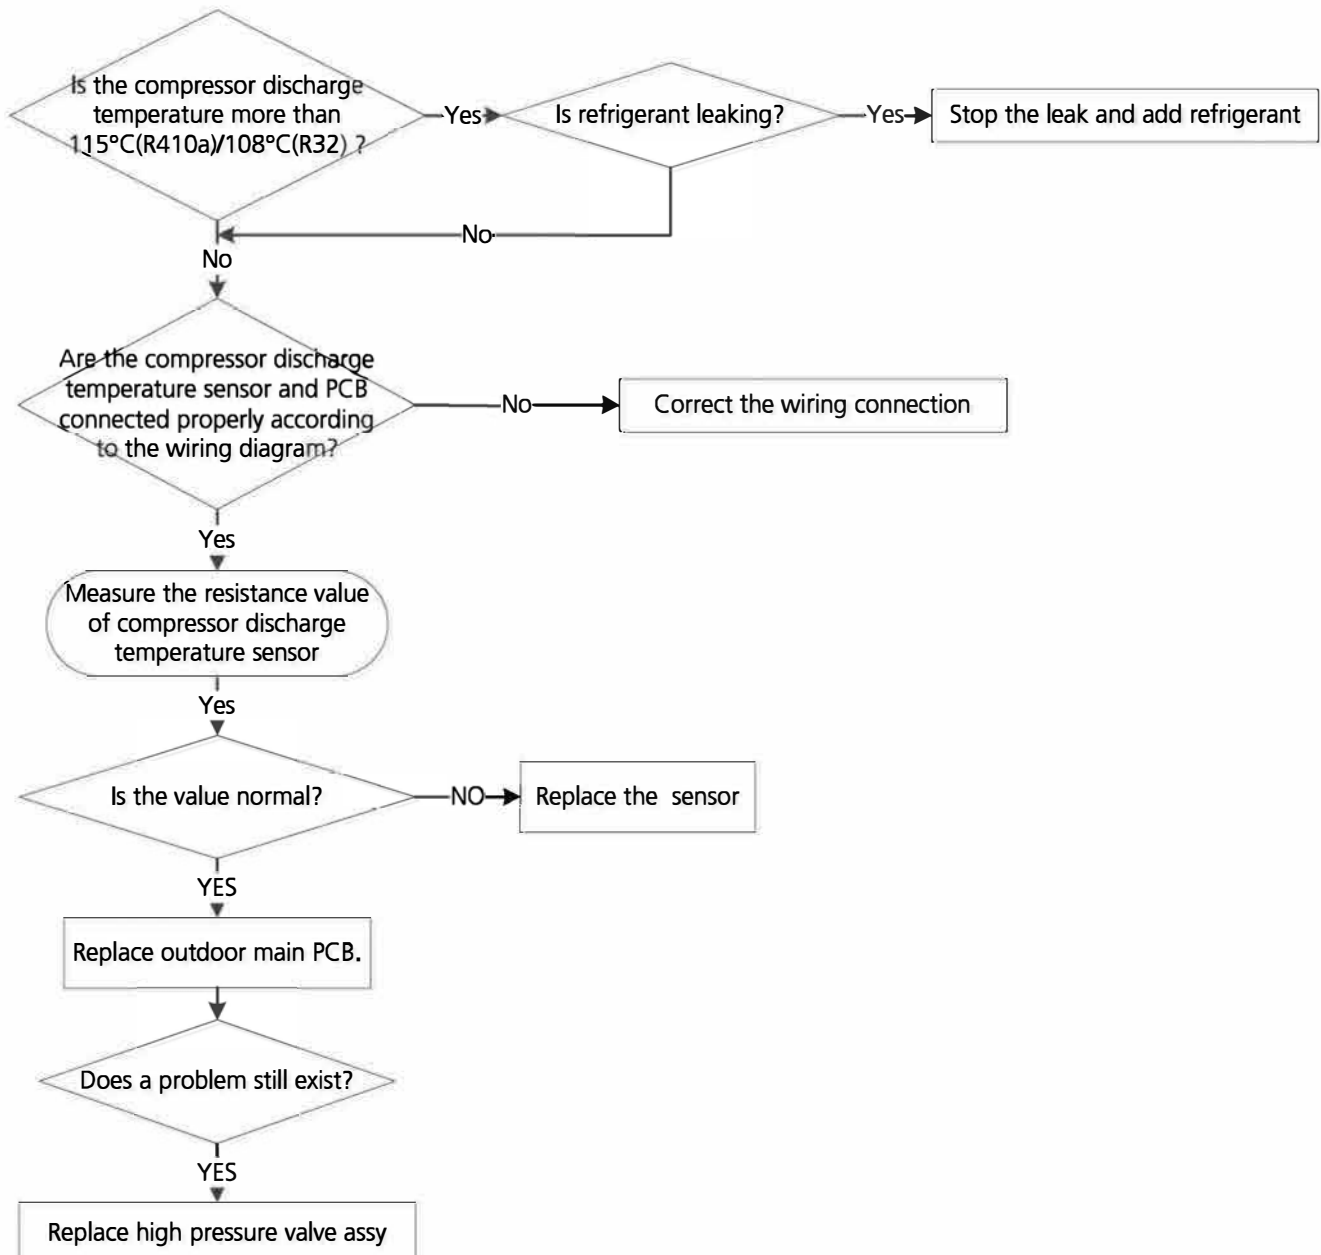 Is the compressor discharge
temperature more than
115°C(R410a)/108°C(R32) ?
Yes
Is refrigerant leaking?
Yes
Stop the leak and add refrigerant
No
No
Are the compressor discharge
temperature sensor and PCB
connected properly according
to the wiring diagram?
No
Correct the wiring connection
Yes
Measure the resistance value
of compressor discharge
temperature sensor
Yes
Is the value normal?
NO
Replace the sensor
YES
Replace outdoor main PCB.
Does a problem still exist?
YES
Replace high pressure valve assy